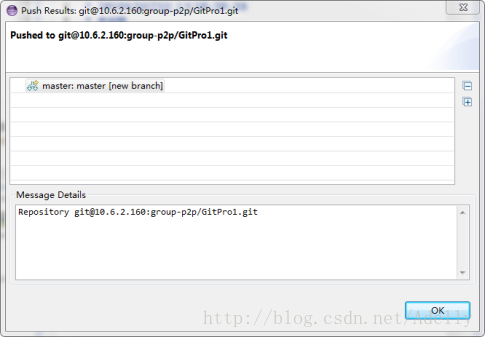 Push Results: git@10.6.2.160:group-p2p/GitPro1.git
Pushed to git@10.6.2.160:group-p2p/GitPro1.git
master: master [new branch]
Message Details
Repository git@10.6.2.160:group-p2p/GitPro1.git
OK
http://blog.csdn.net/Adelly